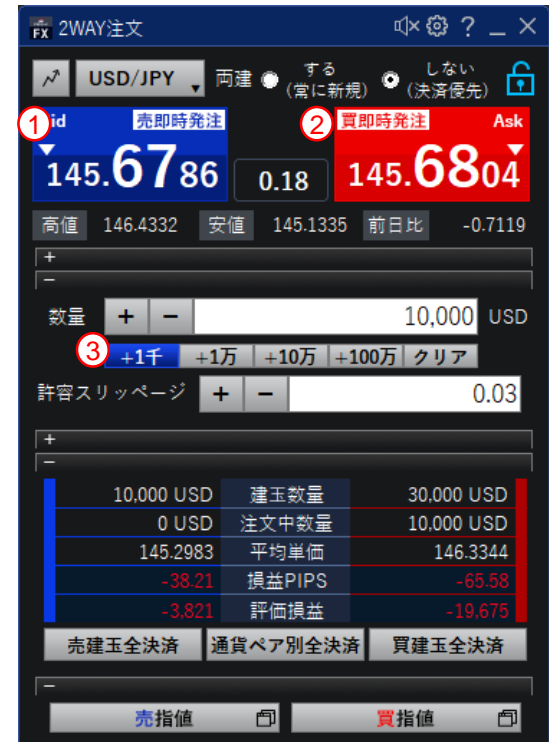 FX 2WAY注文
USD/JPY 両建 する (常に新規) しない (決済優先)
① Bid 売即時発注 ② 買即時発注 Ask
145.6786 0.18 145.6804
高値 146.4332 安値 145.1335 前日比 -0.7119
+
−
数量 + − 10,000 USD
③ +1千 +1万 +10万 +100万 クリア
許容スリッページ + − 0.03
+
−
10,000 USD 建玉数量 30,000 USD
0 USD 注文中数量 10,000 USD
145.2983 平均単価 146.3344
-38.21 損益PIPS -65.58
-3,821 評価損益 -19,675
売建玉全決済 通貨ペア別全決済 買建玉全決済
−
売指値 買指値